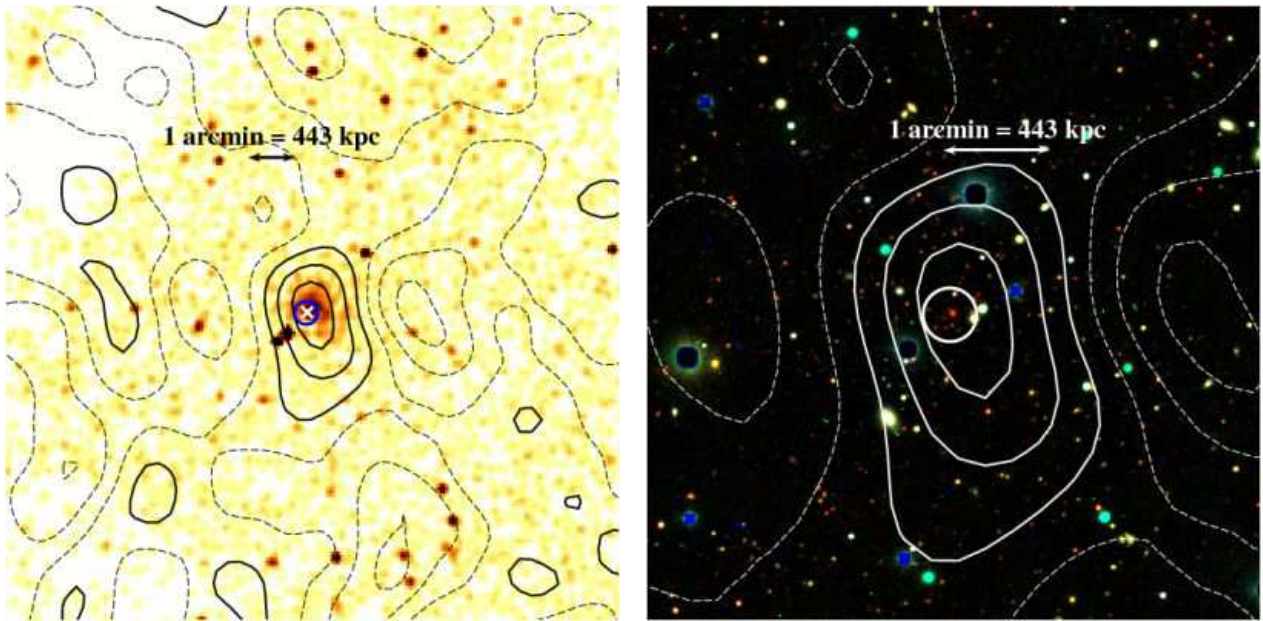 1 arcmin = 443 kpc
1 arcmin = 443 kpc